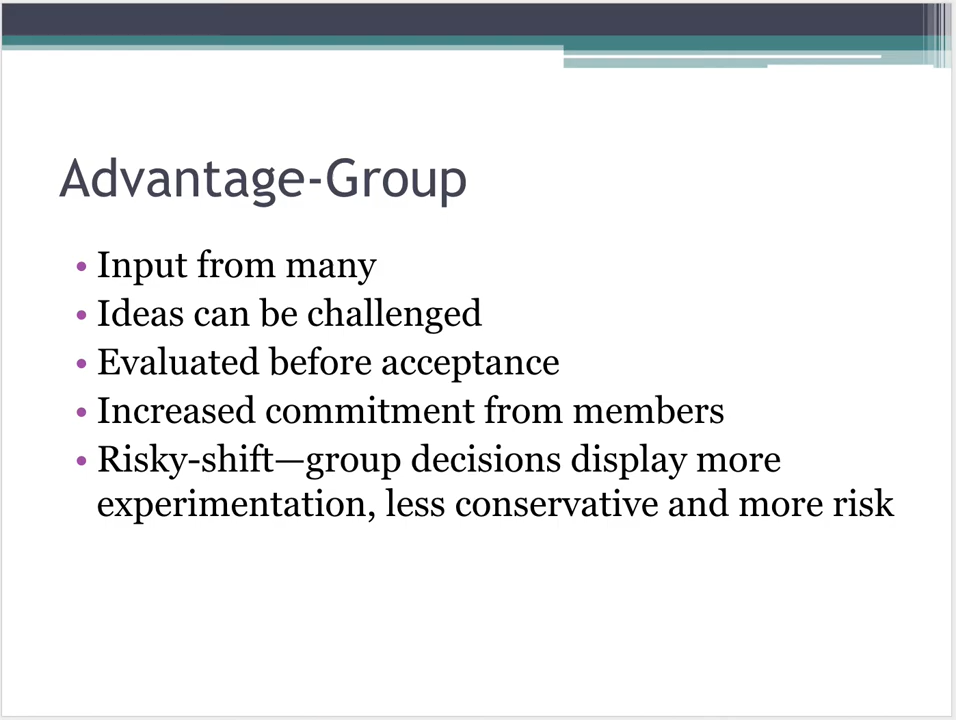 Advantage-Group
• Input from many
• Ideas can be challenged
• Evaluated before acceptance
• Increased commitment from members
• Risky-shift—group decisions display more
experimentation, less conservative and more risk